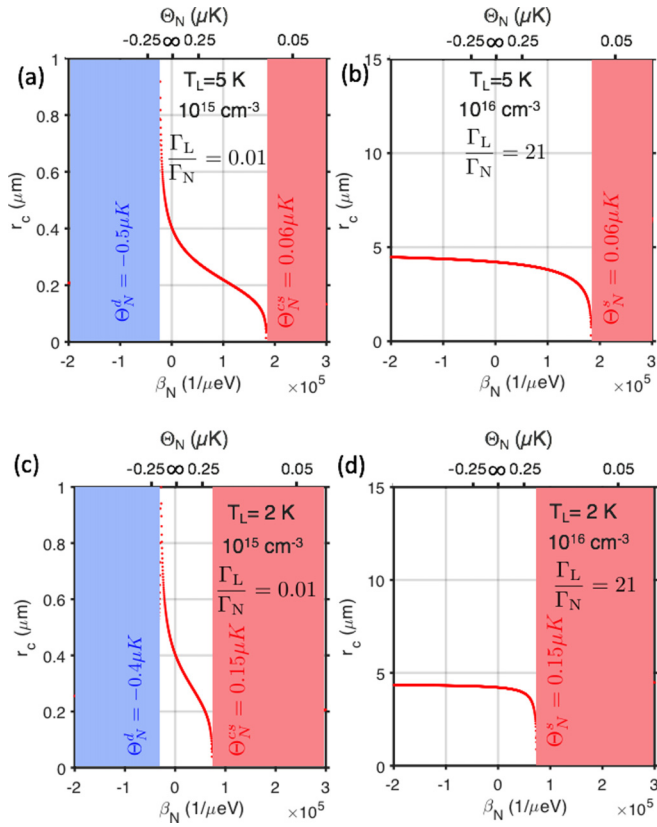 Θ_N (μK)
-0.25 ∞ 0.25 0.05
(a)
T_L=5 K
10^15 cm^-3
Γ_L/Γ_N = 0.01
Θ_N^d = −0.5μK
Θ_N^cs = 0.06μK
r_c (μm)
1
0.8
0.6
0.4
0.2
0
-2 -1 0 1 2 3
β_N (1/μeV) ×10^5
Θ_N (μK)
-0.25 ∞ 0.25 0.05
(b)
T_L=5 K
10^16 cm^-3
Γ_L/Γ_N = 21
Θ_N^s = 0.06μK
r_c (μm)
15
10
5
0
-2 -1 0 1 2 3
β_N (1/μeV) ×10^5
Θ_N (μK)
-0.25 ∞ 0.25 0.05
(c)
T_L= 2 K
10^15 cm^-3
Γ_L/Γ_N = 0.01
Θ_N^d = −0.4μK
Θ_N^cs = 0.15μK
r_c (μm)
1
0.8
0.6
0.4
0.2
0
-2 -1 0 1 2 3
β_N (1/μeV) ×10^5
Θ_N (μK)
-0.25 ∞ 0.25 0.05
(d)
T_L= 2 K
10^16 cm^-3
Γ_L/Γ_N = 21
Θ_N^s = 0.15μK
r_c (μm)
15
10
5
0
-2 -1 0 1 2 3
β_N (1/μeV) ×10^5